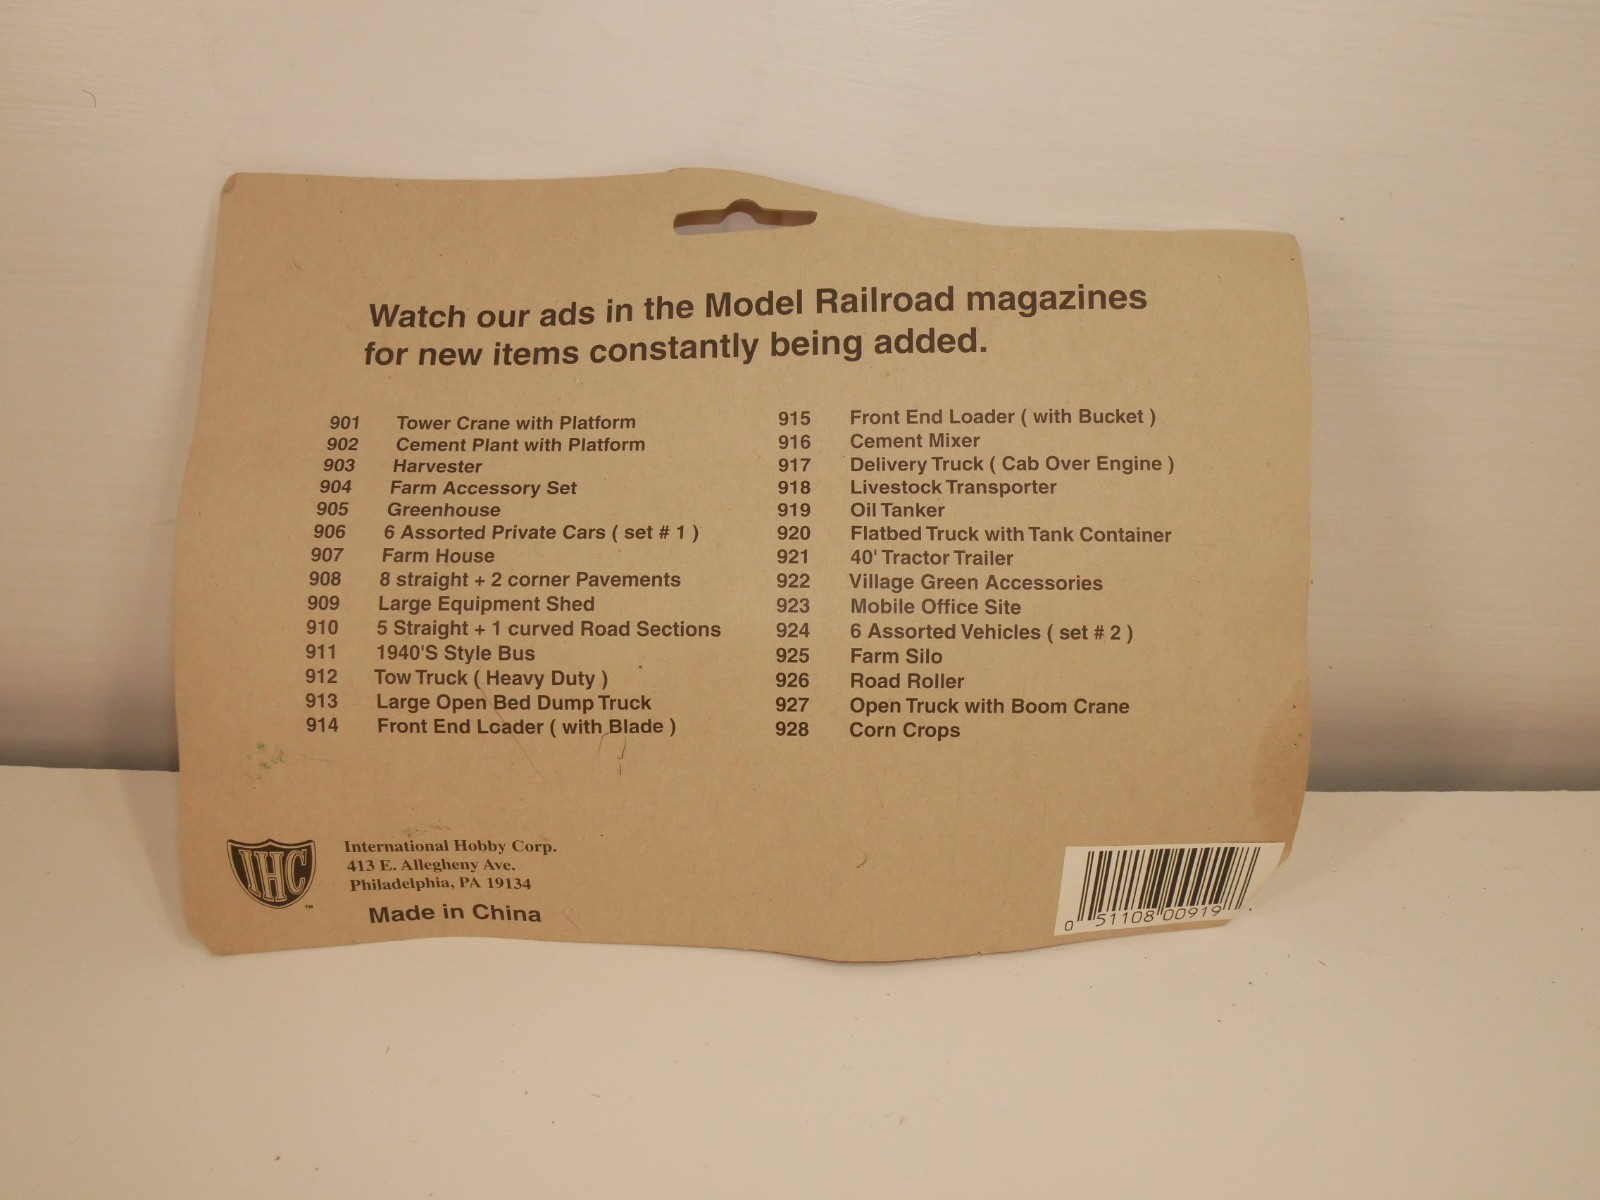 Watch our ads in the Model Railroad magazines
for new items constantly being added.
901 Tower Crane with Platform
902 Cement Plant with Platform
903 Harvester
904 Farm Accessory Set
905 Greenhouse
906 6 Assorted Private Cars ( set # 1 )
907 Farm House
908 8 straight + 2 corner Pavements
909 Large Equipment Shed
910 5 Straight + 1 curved Road Sections
911 1940'S Style Bus
912 Tow Truck ( Heavy Duty )
913 Large Open Bed Dump Truck
914 Front End Loader ( with Blade )
915 Front End Loader ( with Bucket )
916 Cement Mixer
917 Delivery Truck ( Cab Over Engine )
918 Livestock Transporter
919 Oil Tanker
920 Flatbed Truck with Tank Container
921 40' Tractor Trailer
922 Village Green Accessories
923 Mobile Office Site
924 6 Assorted Vehicles ( set # 2 )
925 Farm Silo
926 Road Roller
927 Open Truck with Boom Crane
928 Corn Crops
IHC
TM
International Hobby Corp.
413 E. Allegheny Ave.
Philadelphia, PA 19134
Made in China
0 51108 00919